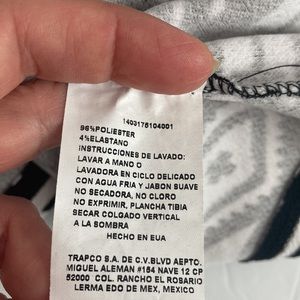 1403175104001
96%POLIESTER
4%ELASTANO
INSTRUCCIONES DE LAVADO:
LAVAR A MANO O
LAVADORA EN CICLO DELICADO
CON AGUA FRIA Y JABON SUAVE
NO SECADORA, NO CLORO
NO EXPRIMIR, PLANCHA TIBIA
SECAR COLGADO VERTICAL
A LA SOMBRA
HECHO EN EUA
TRAPCO S.A. DE C.V.BLVD AEPTO.
MIGUEL ALEMAN #154 NAVE 12 CP
52000 COL. RANCHO EL ROSARIO
LERMA EDO DE MEX, MEXICO